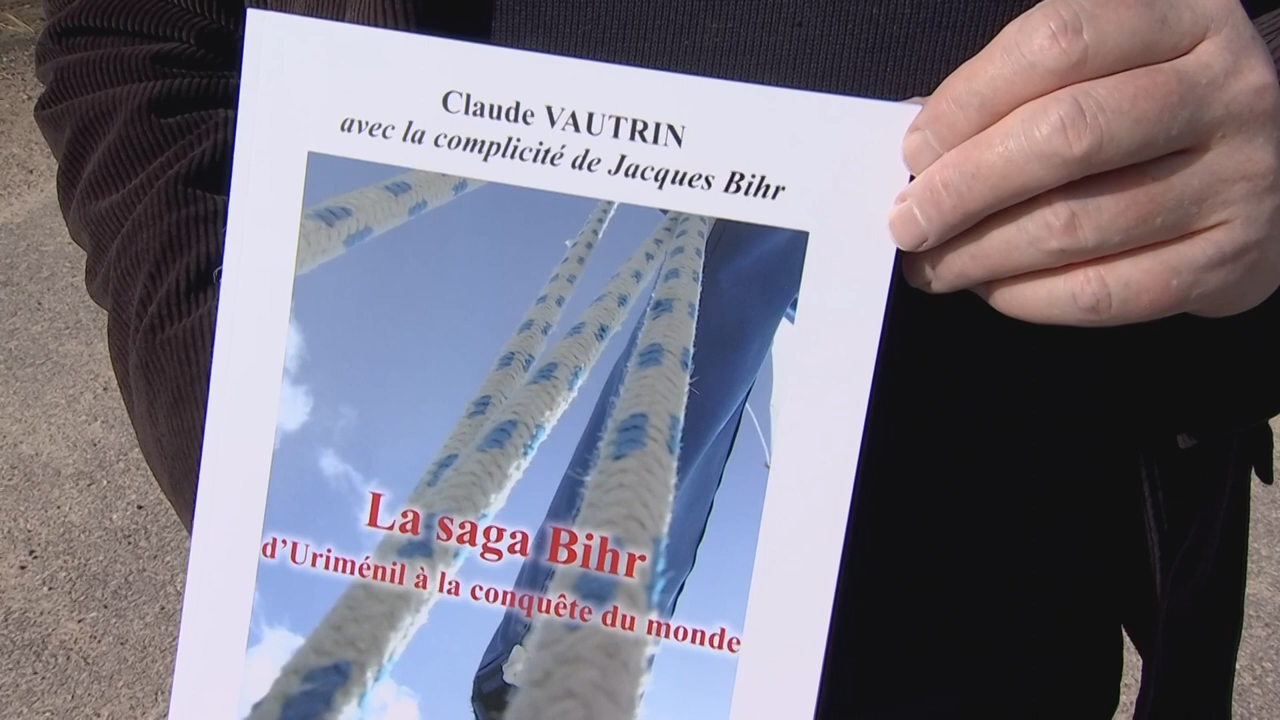 Claude VAUTRIN
avec la complicité de Jacques Bihr
La saga Bihr
d'Uriménil à la conquête du monde